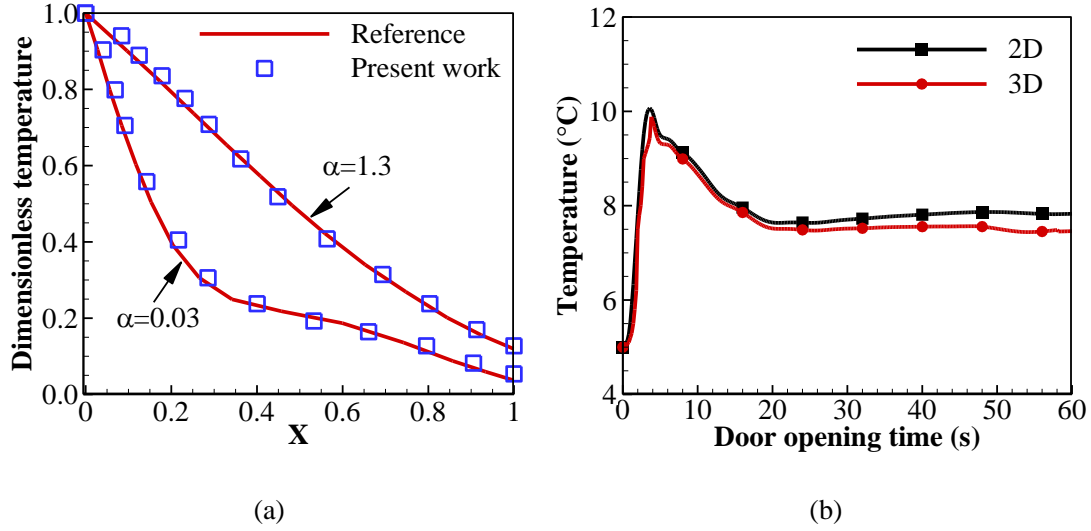 Dimensionless temperature
1.0
0.8
0.6
0.4
0.2
0.0
0
0.2
0.4
0.6
0.8
1
X
Reference
Present work
α=1.3
α=0.03
(a)
Temperature (°C)
12
10
8
6
4
0
10
20
30
40
50
60
Door opening time (s)
2D
3D
(b)